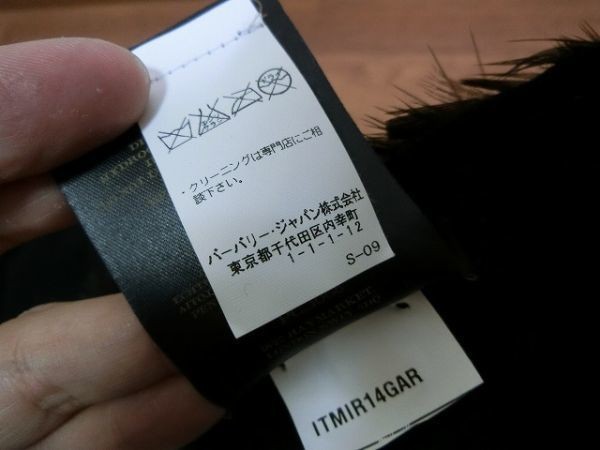 ・クリーニングは専門店にご相
談下さい。
バーバリー・ジャパン株式会社
東京都千代田区内幸町
1-1-1-12
S-09
HAYMARKET
ITMIR14GAR